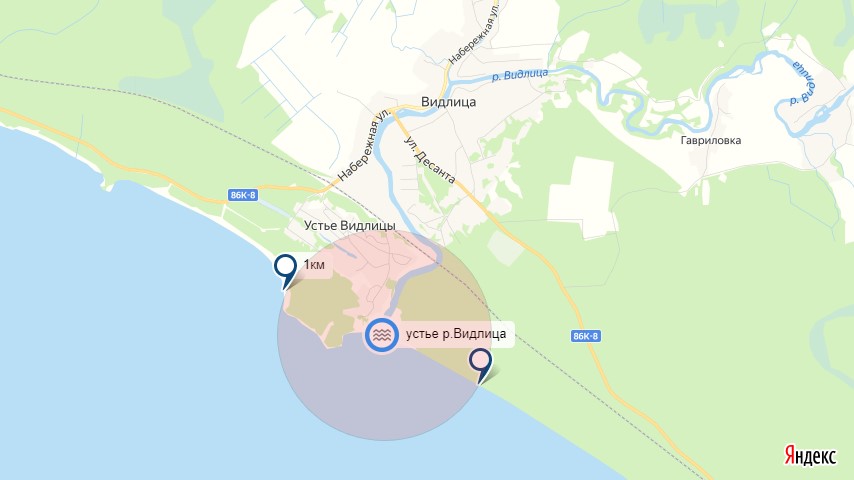 Набережная ул.
р. Видлица
р. Видлица
Видлица
Гавриловка
Набережная ул.
ул. Десанта
86К-8
Устье Видлицы
1км
устье р.Видлица
86К-8
Яндекс